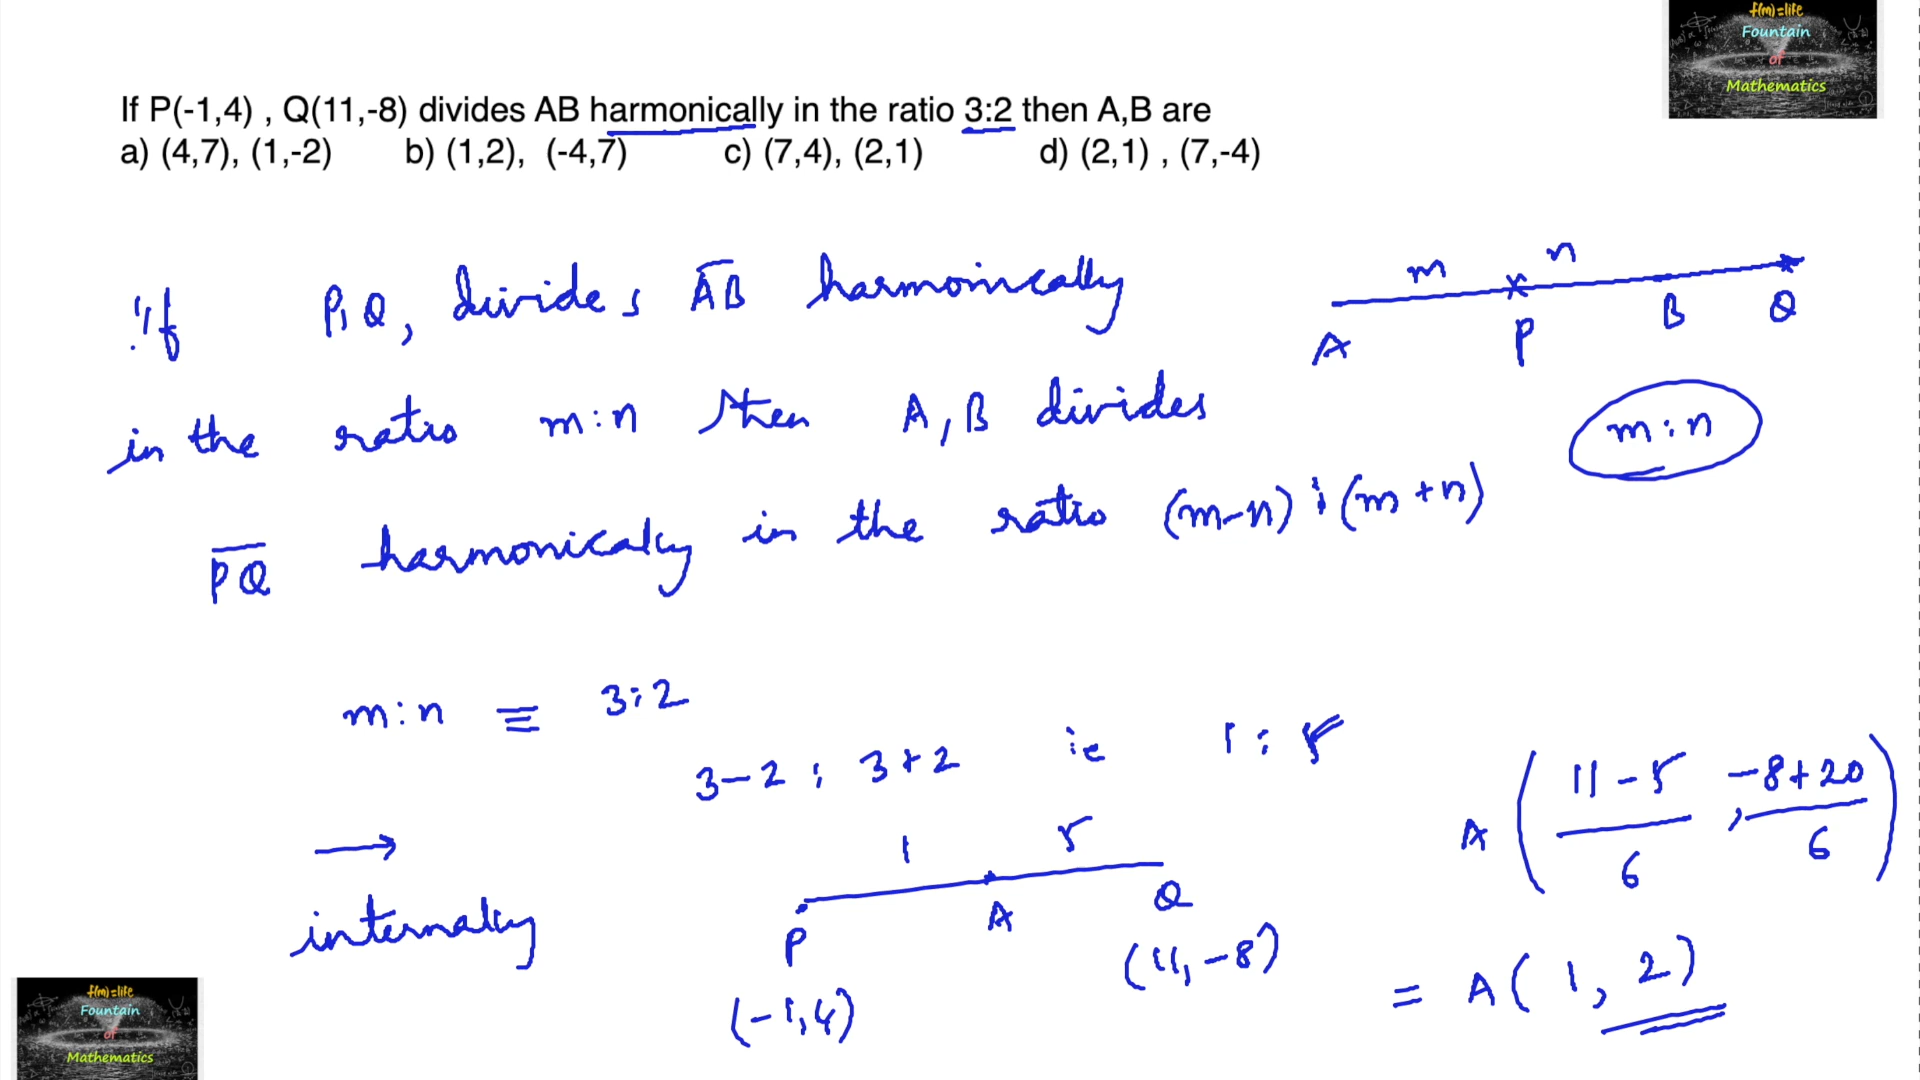 f(m)=life
Fountain
of
Mathematics
If P(-1,4) , Q(11,-8) divides AB harmonically in the ratio 3:2 then A,B are
a) (4,7), (1,-2) b) (1,2), (-4,7) c) (7,4), (2,1) d) (2,1) , (7,-4)
If P, Q, divides AB harmoinically
in the ratio m:n then A, B divides
PQ harmonically in the ratio (m-n) : (m+n)
m n
A P B Q
m:n
m:n ≡ 3:2
3-2 : 3+2 ie 1:5
→
internally
1 5
P A Q
(-1,4) (11,-8)
A ( 11-5 / 6 , -8+20 / 6 )
= A( 1, 2)
f(m)=life
Fountain
of
Mathematics